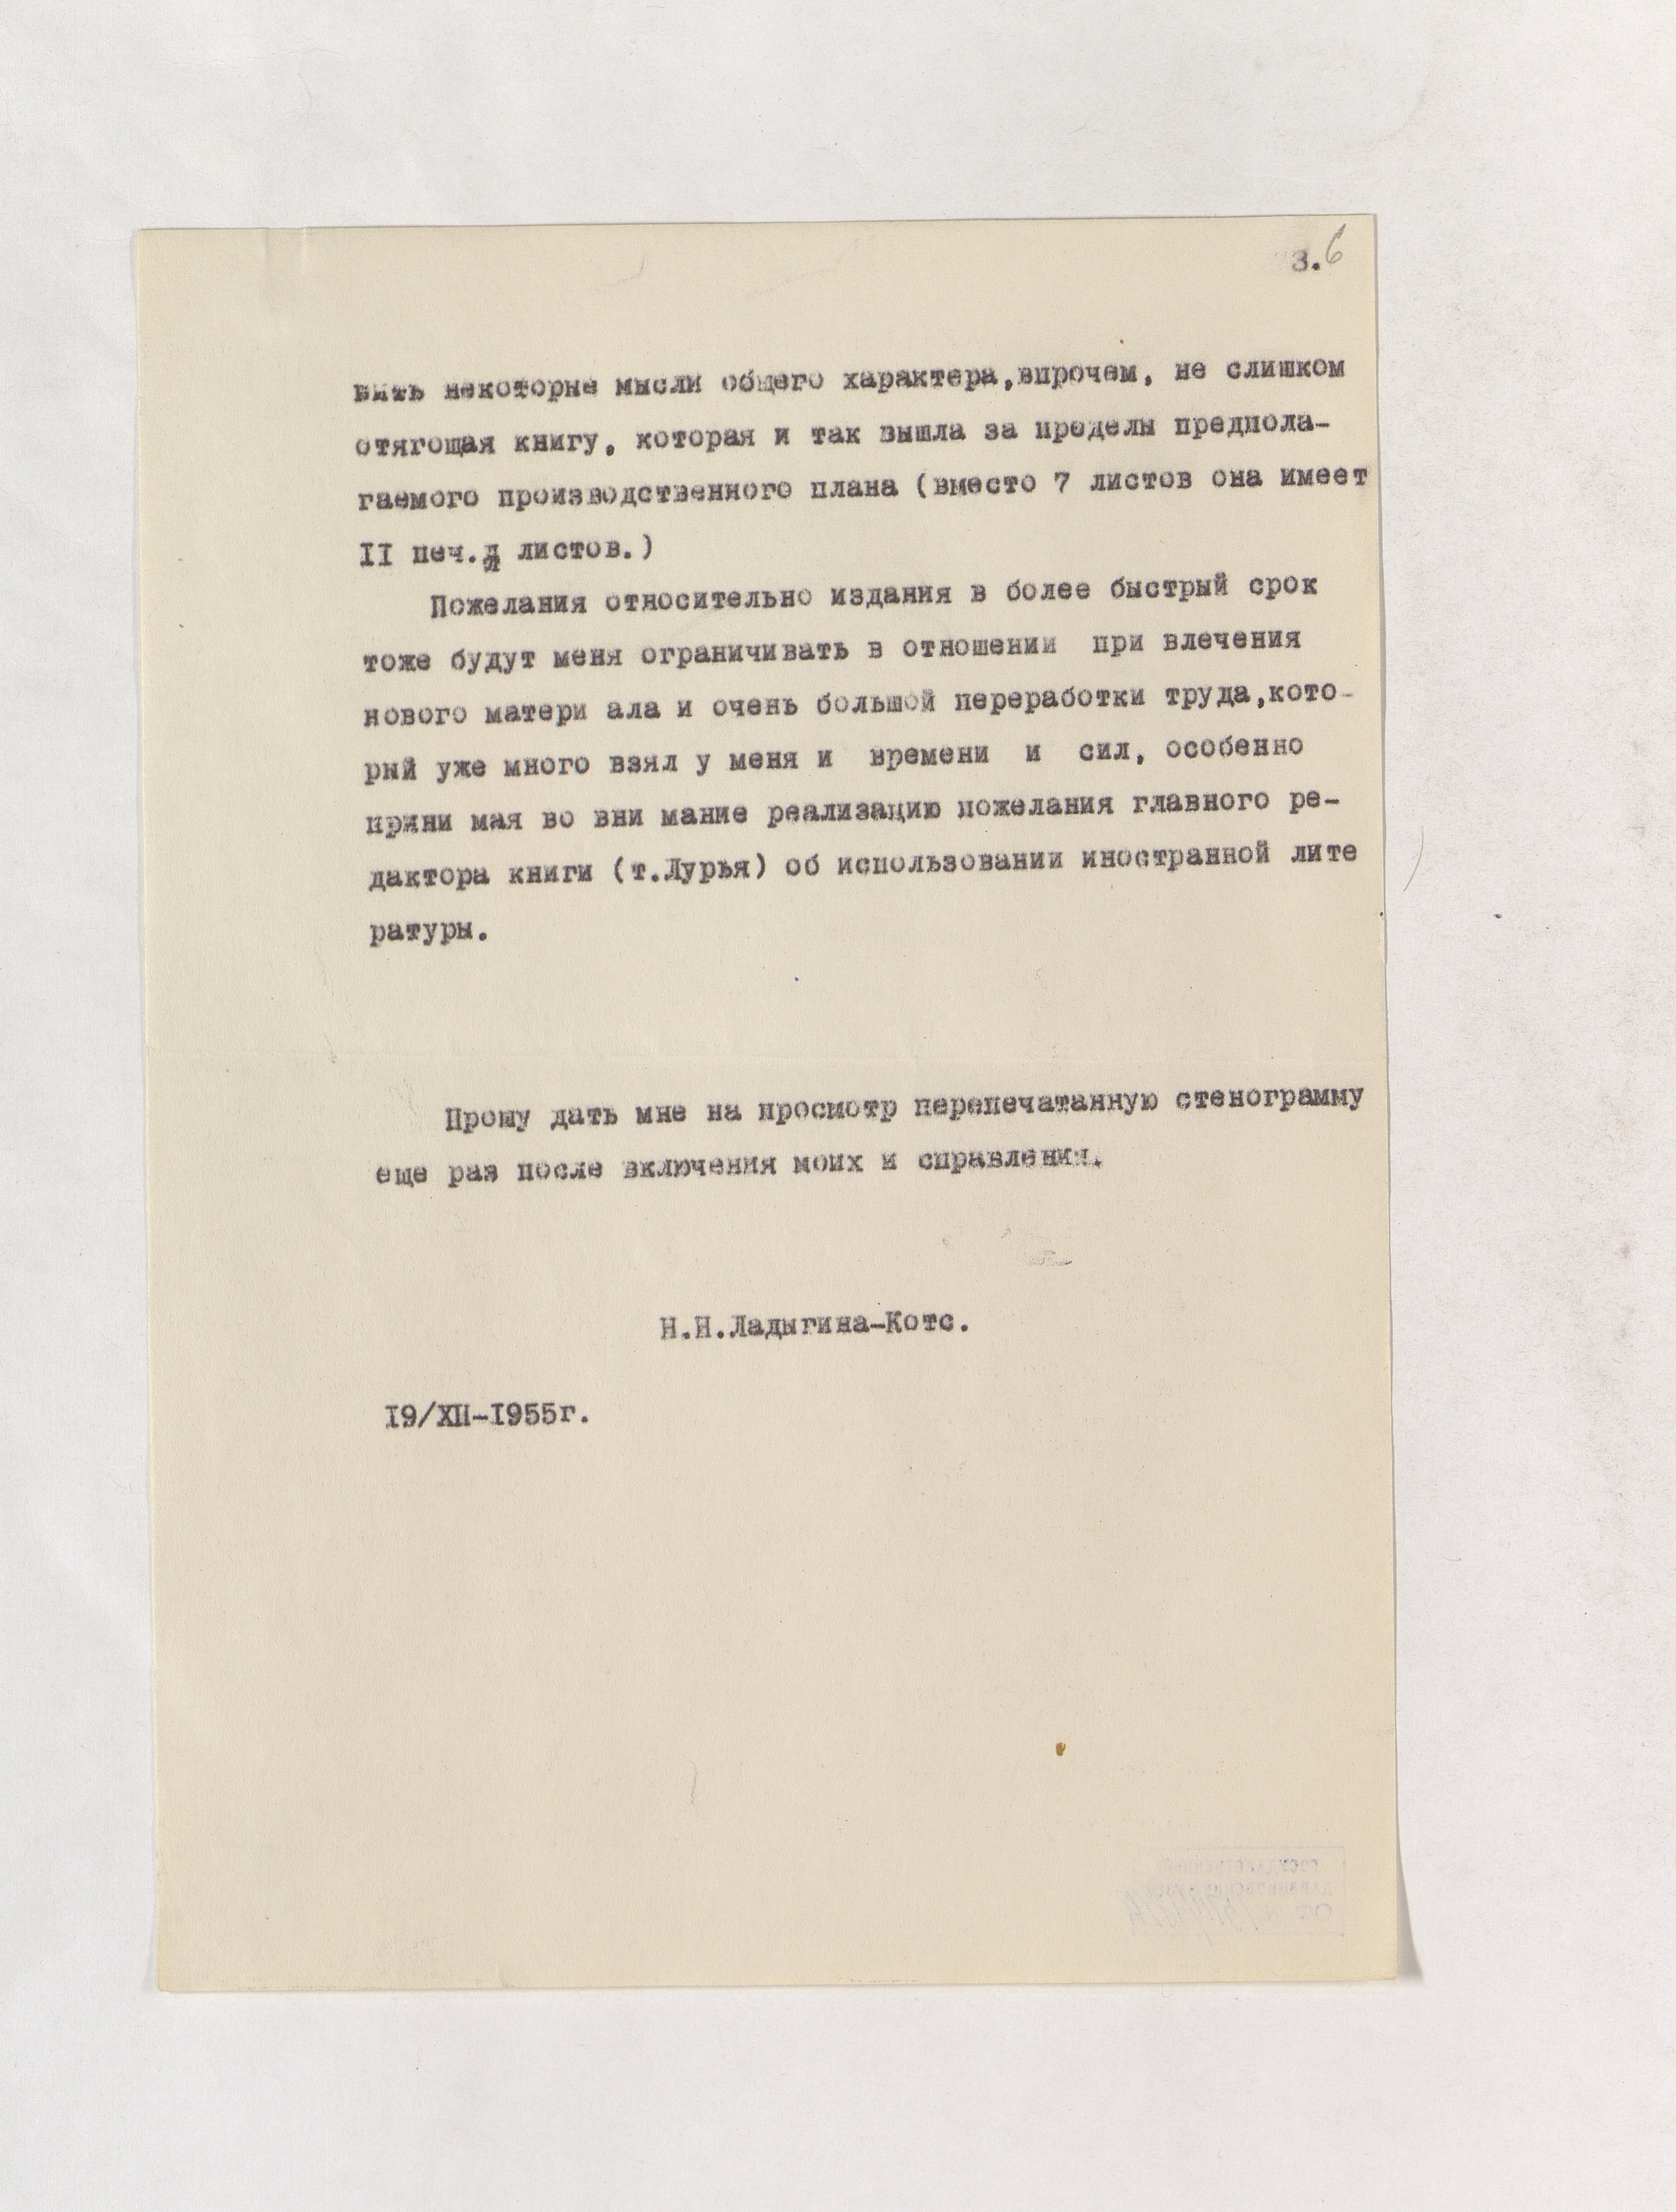 3.6
вить некоторые мысли общего характера,впрочем, не слишком
отягощая книгу, которая и так вышла за пределы предпола-
гаемого производственного плана (вместо 7 листов она имеет
II печ.л листов.)
Пожелания относительно издания в более быстрый срок
тоже будут меня ограничивать в отношении при влечения
нового матери ала и очень большой переработки труда,кото-
рый уже много взял у меня и времени и сил, особенно
прини мая во вни мание реализацию пожелания главного ре-
дактора книги (т.Лурья) об использовании иностранной лите
ратуры.
Прошу дать мне на просмотр перепечатанную стенограмму
еще раз после включения моих и справлений.
Н.Н.Ладыгина-Котс.
I9/XII-I955г.